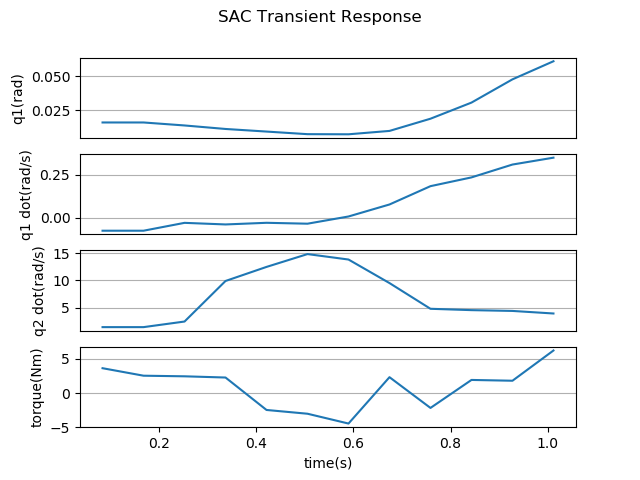 SAC Transient Response
q1(rad)
0.050
0.025
q1 dot(rad/s)
0.25
0.00
q2 dot(rad/s)
15
10
5
torque(Nm)
5
0
−5
0.2 0.4 0.6 0.8 1.0
time(s)